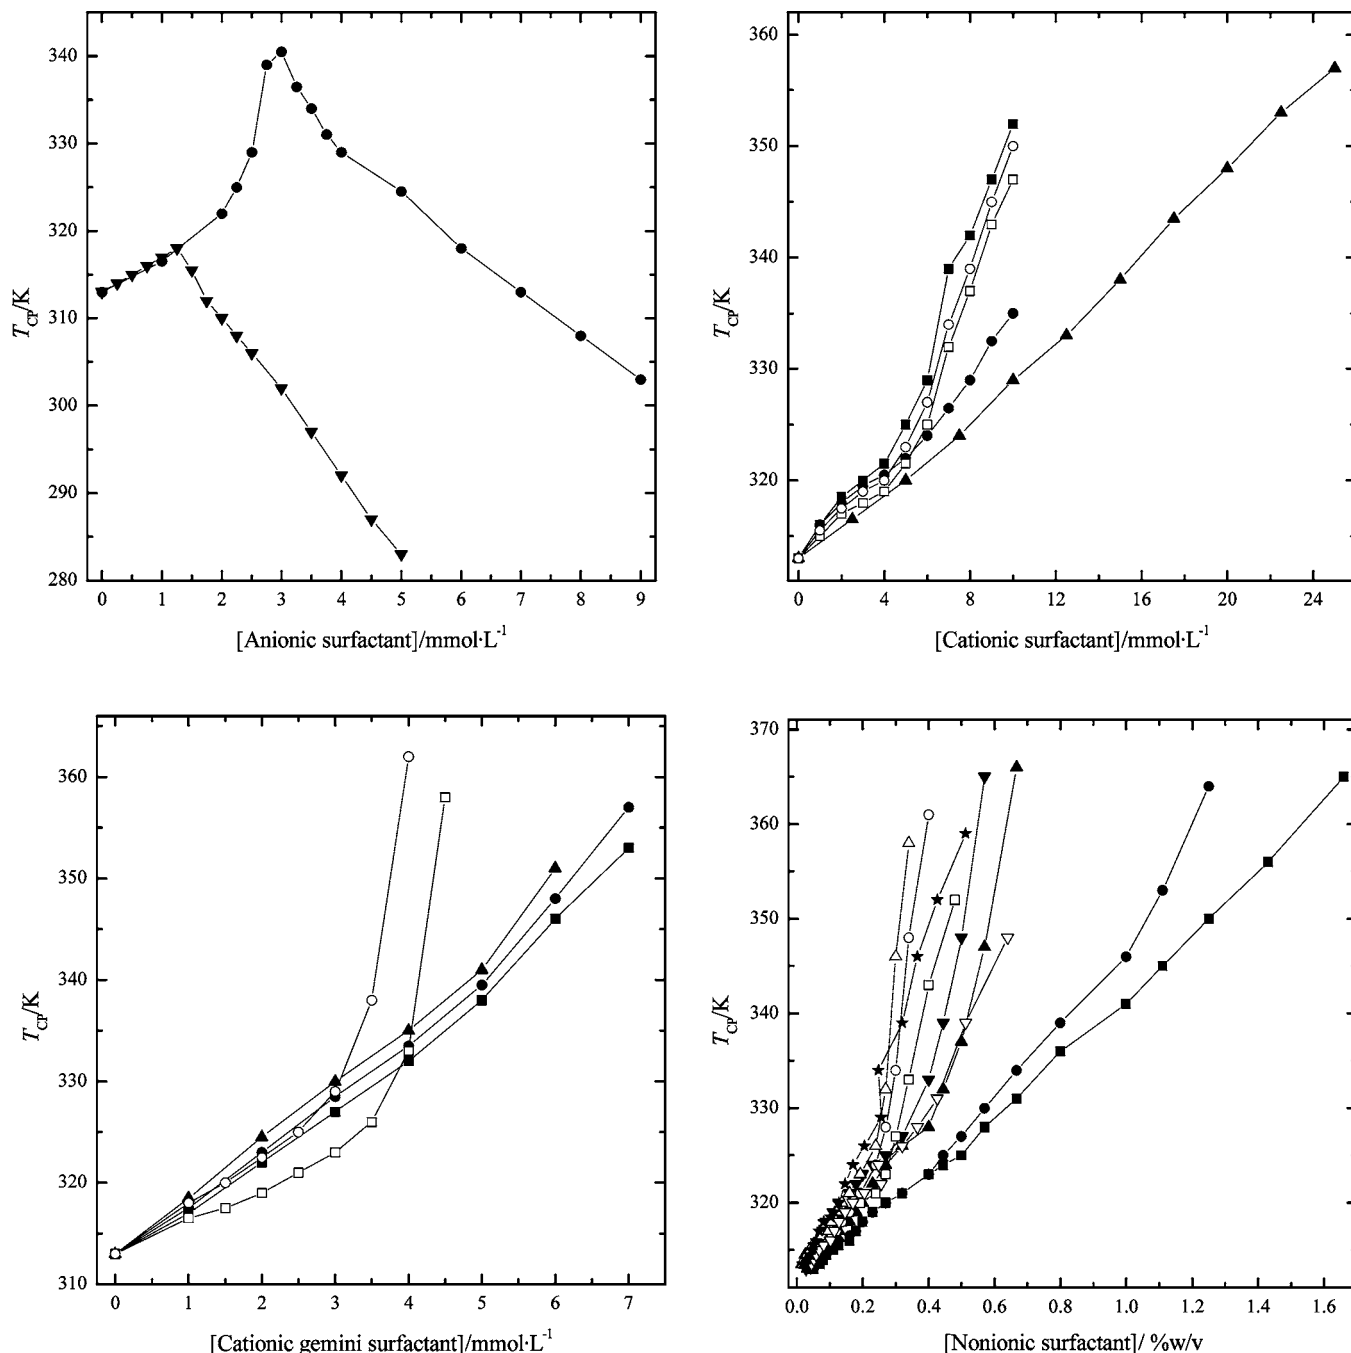 340
330
320
310
300
290
280
T_CP/K
0 1 2 3 4 5 6 7 8 9
[Anionic surfactant]/mmol·L⁻¹
360
350
340
330
320
T_CP/K
0 4 8 12 16 20 24
[Cationic surfactant]/mmol·L⁻¹
360
350
340
330
320
310
T_CP/K
0 1 2 3 4 5 6 7
[Cationic gemini surfactant]/mmol·L⁻¹
370
360
350
340
330
320
T_CP/K
0.0 0.2 0.4 0.6 0.8 1.0 1.2 1.4 1.6
[Nonionic surfactant]/ %w/v